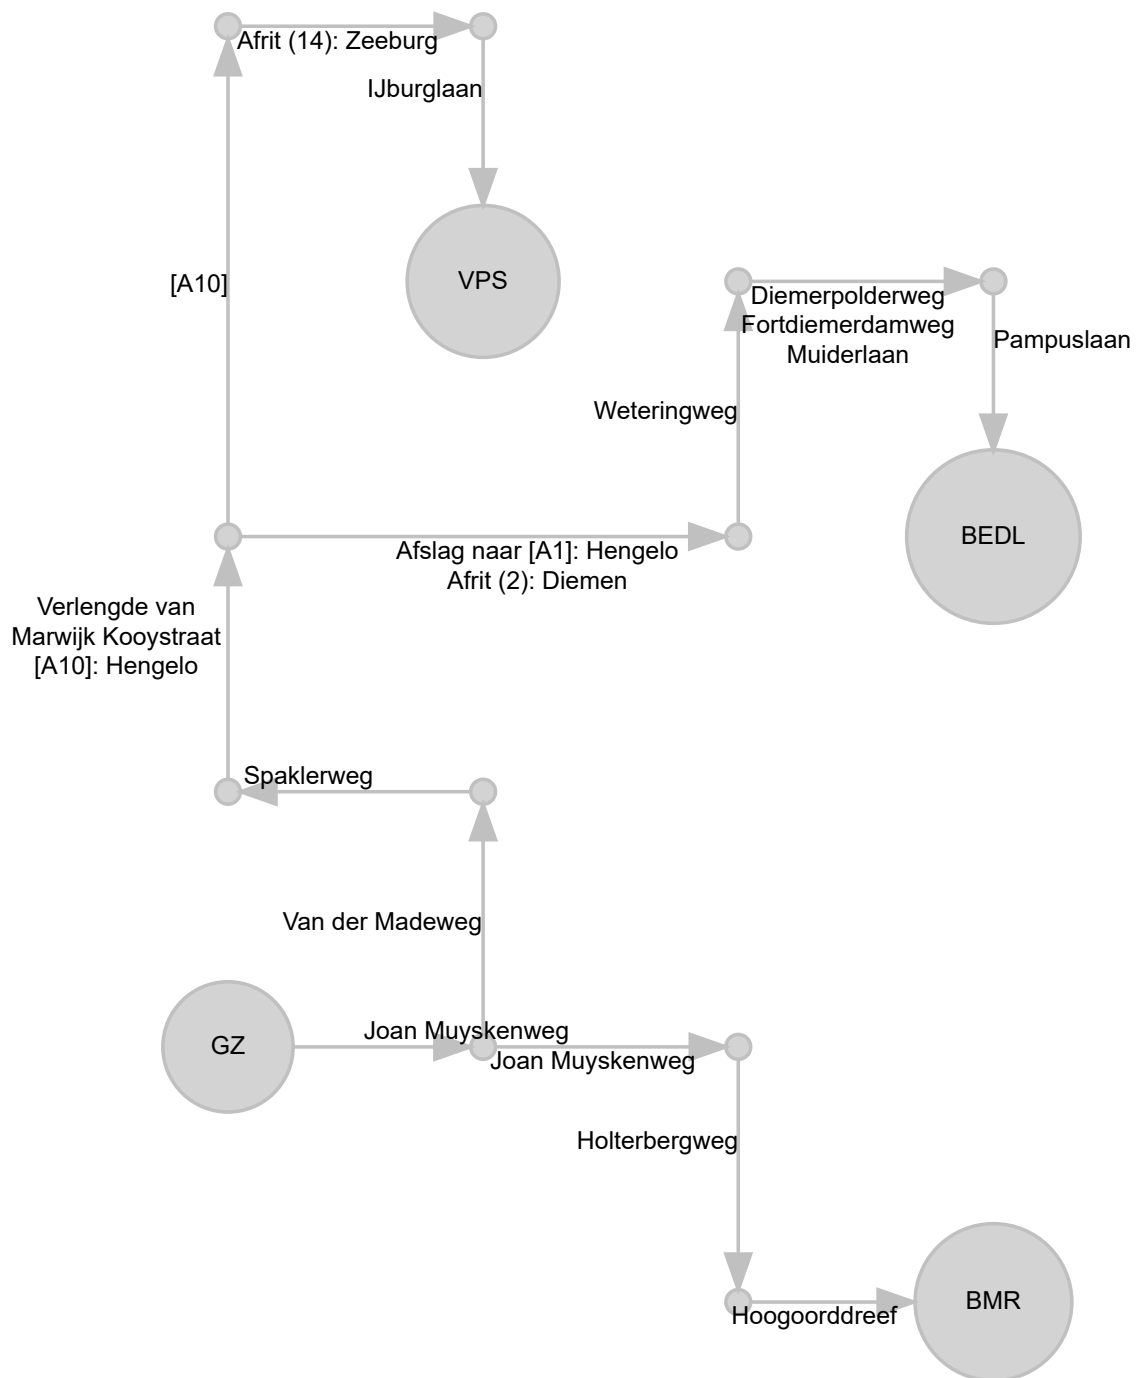 Afrit (14): Zeeburg
IJburglaan
[A10]
VPS
Diemerpolderweg
Fortdiemerdamweg
Muiderlaan
Pampuslaan
Weteringweg
BEDL
Afslag naar [A1]: Hengelo
Afrit (2): Diemen
Verlengde van
Marwijk Kooystraat
[A10]: Hengelo
Spaklerweg
Van der Madeweg
GZ
Joan Muyskenweg
Joan Muyskenweg
Holterbergweg
Hoogoorddreef
BMR